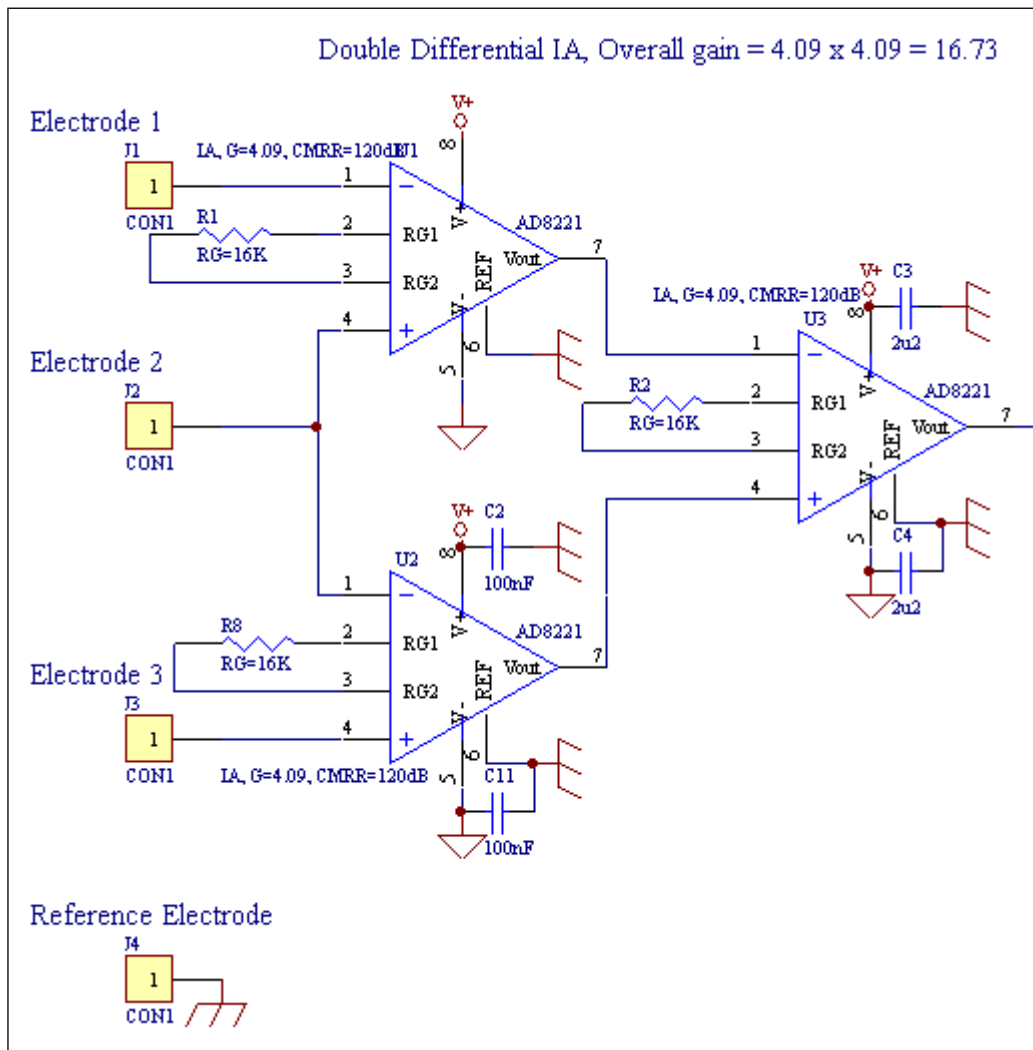 Double Differential IA, Overall gain = 4.09 x 4.09 = 16.73
Electrode 1
J1
1
CON1
IA, G=4.09, CMRR=120dB
U1
V+
8
1
2
3
4
R1
RG=16K
−
RG1
RG2
+
V+
V-
REF
Vout
AD8221
7
5
6
Electrode 2
J2
1
CON1
IA, G=4.09, CMRR=120dB
U3
V+
8
C3
2u2
1
2
3
4
R2
RG=16K
−
RG1
RG2
+
V+
V-
REF
Vout
AD8221
7
5
6
C4
2u2
V+
8
C2
100nF
U2
1
2
3
4
R8
RG=16K
−
RG1
RG2
+
V+
V-
REF
Vout
AD8221
7
5
6
Electrode 3
J3
1
CON1
IA, G=4.09, CMRR=120dB
C11
100nF
Reference Electrode
J4
1
CON1